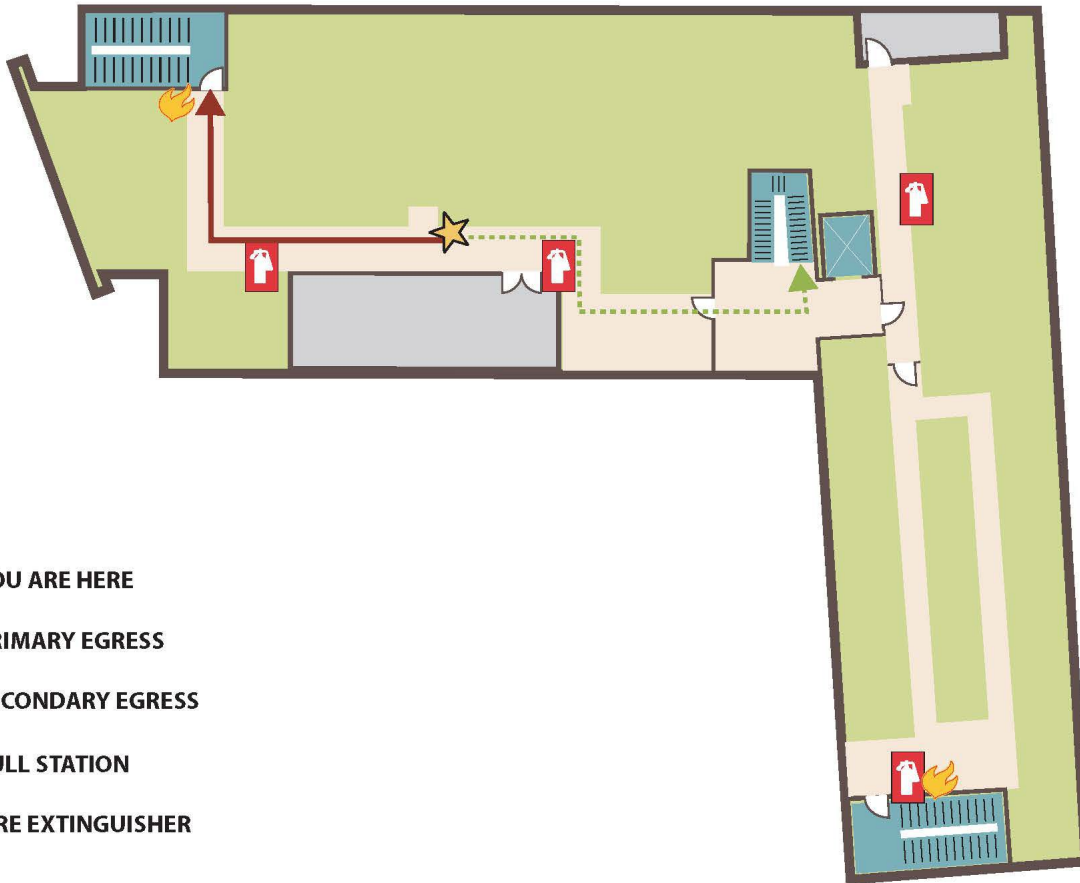 OU ARE HERE
RIMARY EGRESS
CONDARY EGRESS
ULL STATION
RE EXTINGUISHER